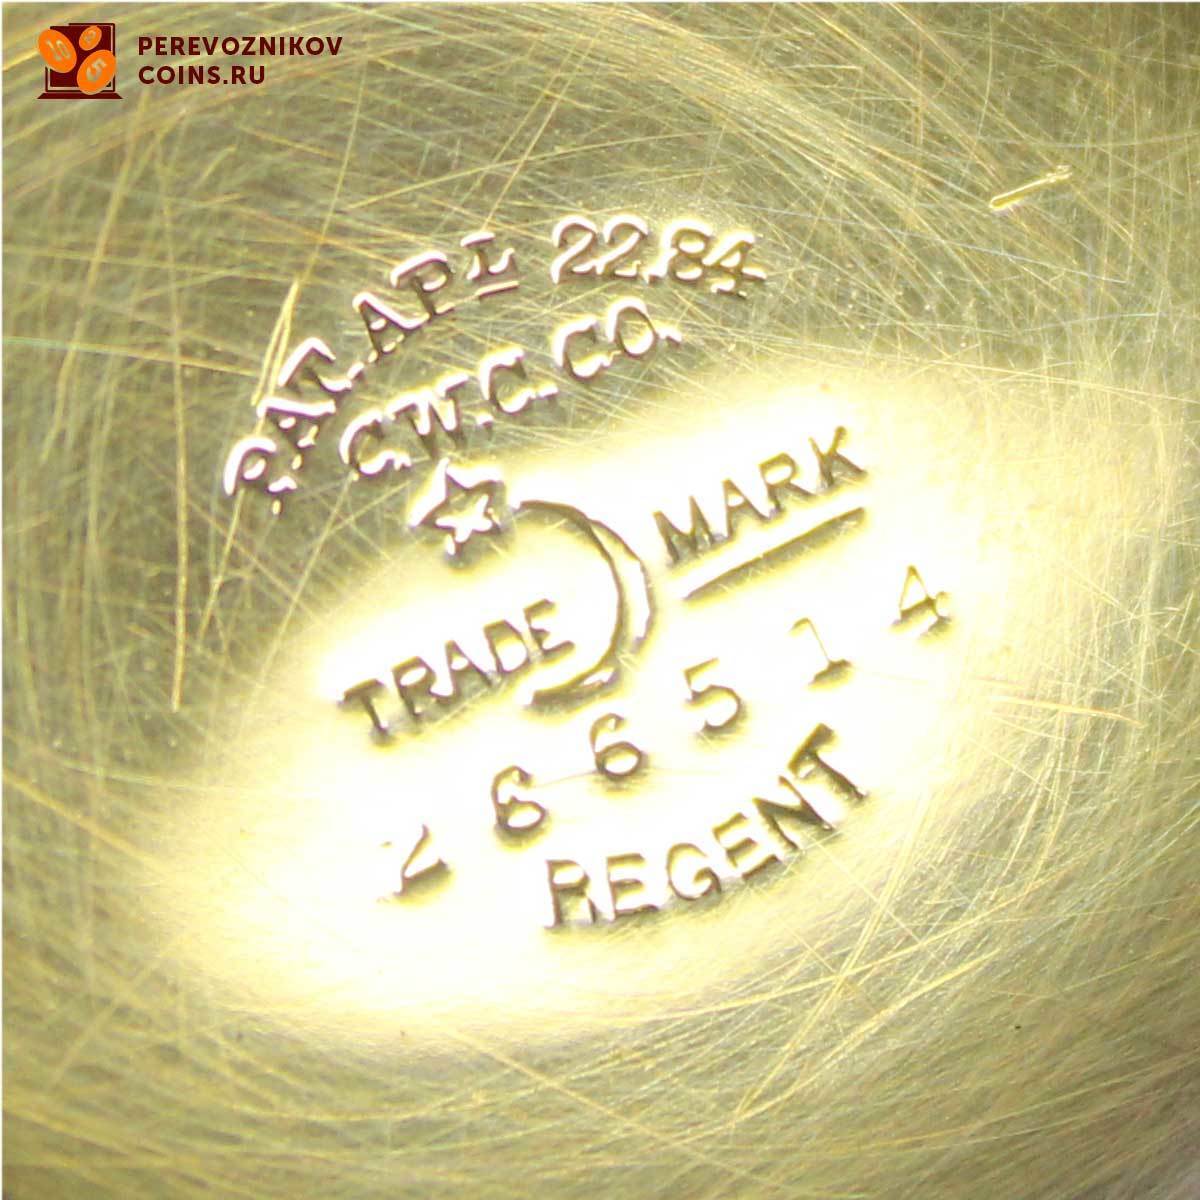 PEREVOZNIKOV
COINS.RU
PAT. APL 22.84
C.W.C.CO.
TRADE MARK
2 6 6 5 1 4
REGENT